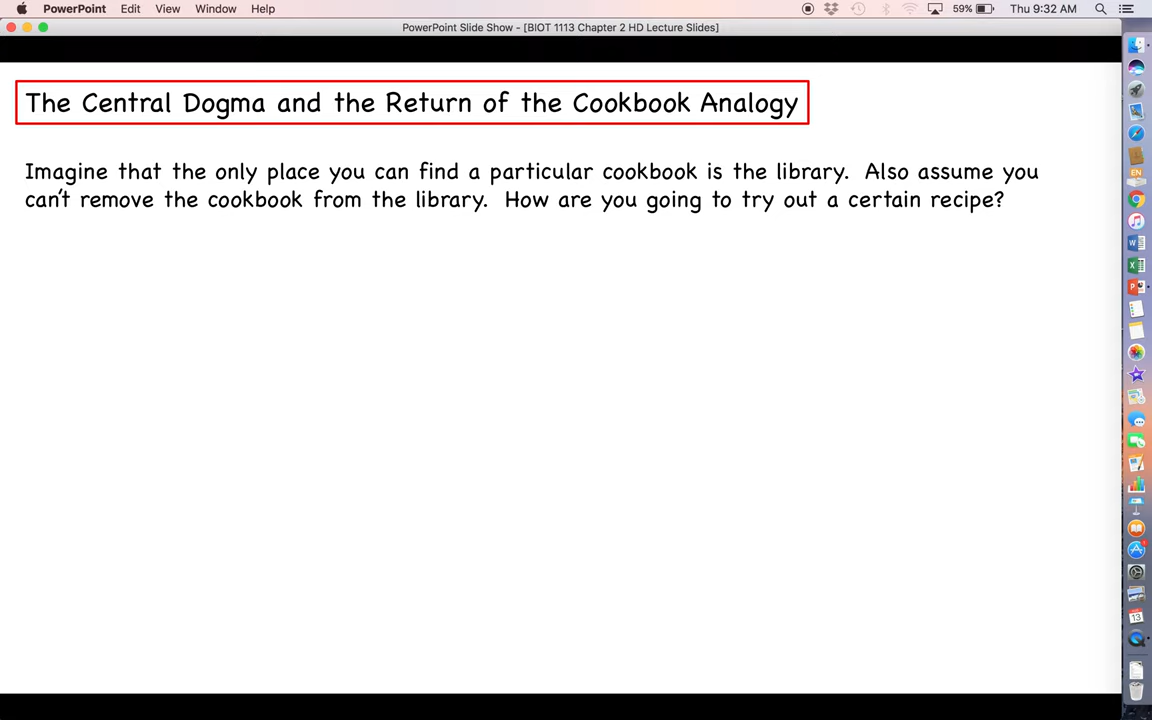 PowerPoint Edit View Window Help 59% Thu 9:32 AM
PowerPoint Slide Show - [BIOT 1113 Chapter 2 HD Lecture Slides]
The Central Dogma and the Return of the Cookbook Analogy
Imagine that the only place you can find a particular cookbook is the library. Also assume you
can't remove the cookbook from the library. How are you going to try out a certain recipe?
EN
W
X
P
13